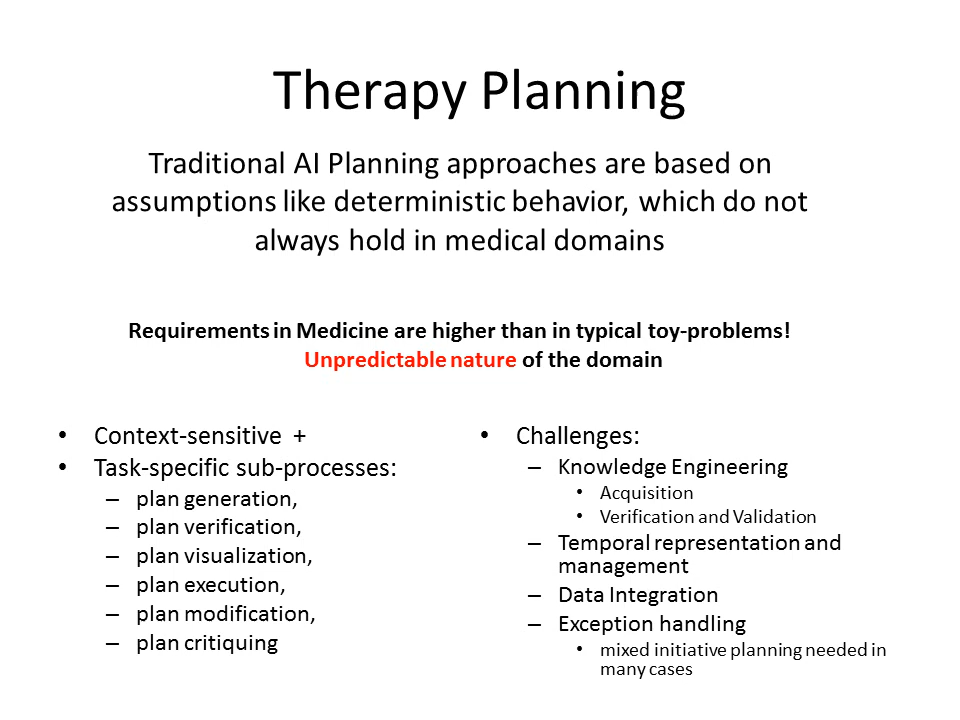 Therapy Planning
Traditional AI Planning approaches are based on
assumptions like deterministic behavior, which do not
always hold in medical domains
Requirements in Medicine are higher than in typical toy-problems!
Unpredictable nature of the domain
• Context-sensitive +
• Task-specific sub-processes:
– plan generation,
– plan verification,
– plan visualization,
– plan execution,
– plan modification,
– plan critiquing
• Challenges:
– Knowledge Engineering
• Acquisition
• Verification and Validation
– Temporal representation and
management
– Data Integration
– Exception handling
• mixed initiative planning needed in
many cases